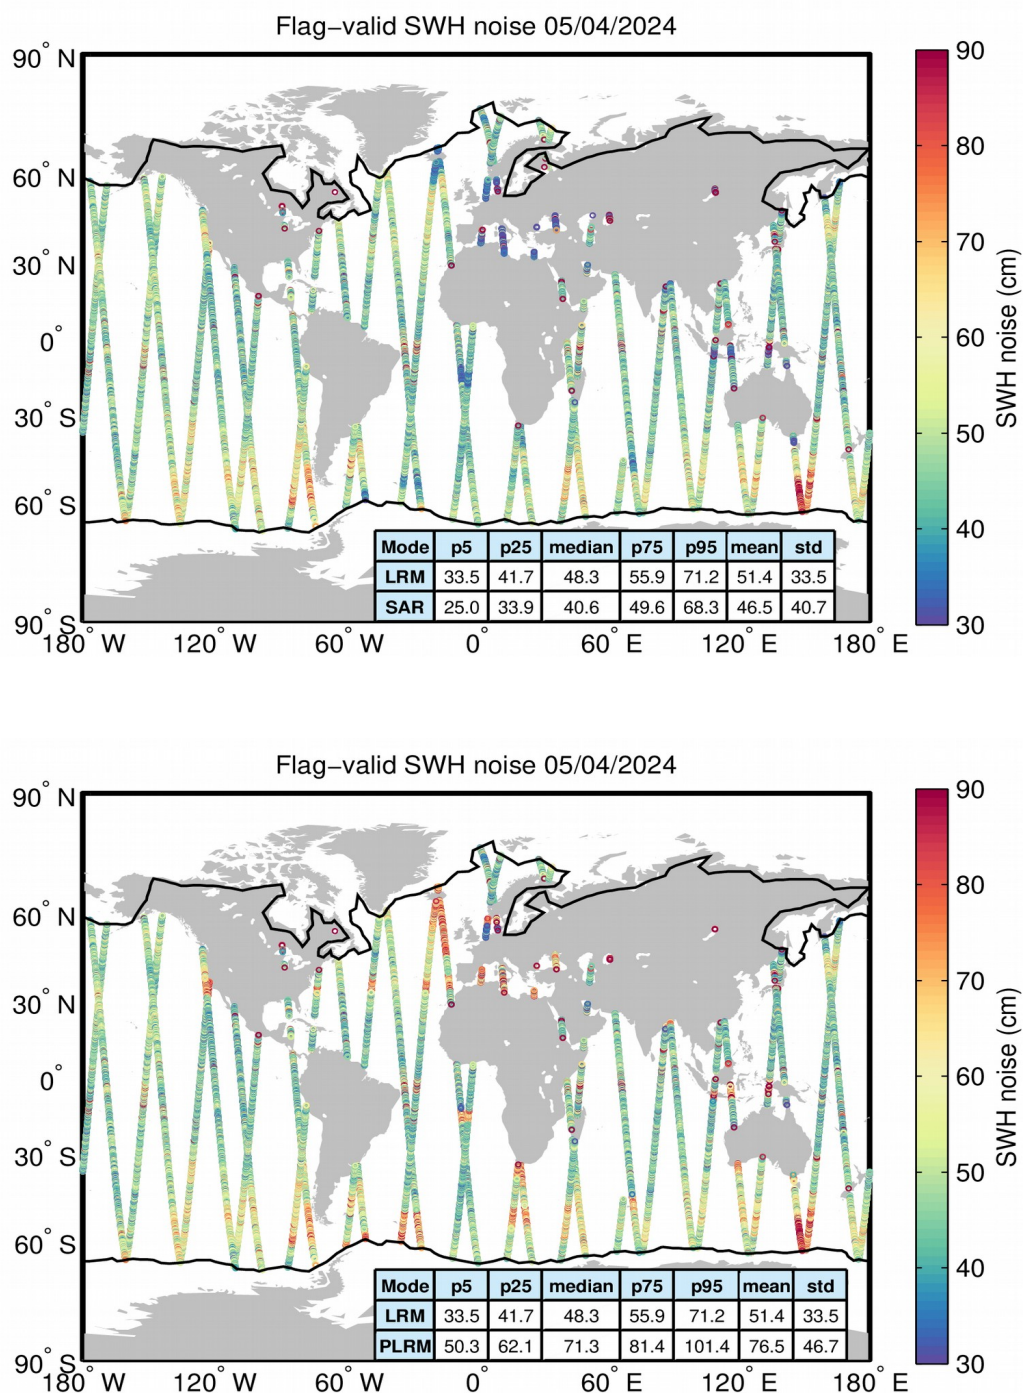 Flag−valid SWH noise 05/04/2024
90° N
60° N
30° N
0°
30° S
60° S
90° S
180° W 120° W 60° W 0° 60° E 120° E 180° E
90
80
70
60
50
40
30
SWH noise (cm)
Mode p5 p25 median p75 p95 mean std
LRM 33.5 41.7 48.3 55.9 71.2 51.4 33.5
SAR 25.0 33.9 40.6 49.6 68.3 46.5 40.7
Flag−valid SWH noise 05/04/2024
90° N
60° N
30° N
0°
30° S
60° S
90° S
180° W 120° W 60° W 0° 60° E 120° E 180° E
90
80
70
60
50
40
30
SWH noise (cm)
Mode p5 p25 median p75 p95 mean std
LRM 33.5 41.7 48.3 55.9 71.2 51.4 33.5
PLRM 50.3 62.1 71.3 81.4 101.4 76.5 46.7